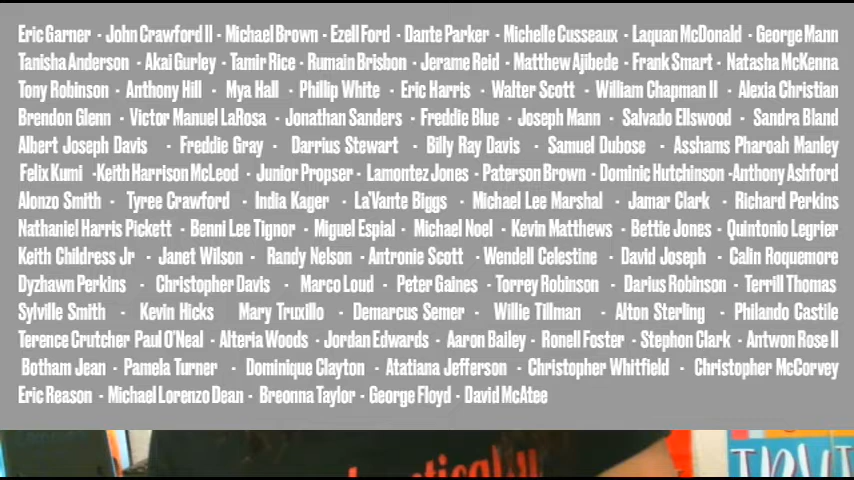 Eric Garner - John Crawford II - Michael Brown - Ezell Ford - Dante Parker - Michelle Cusseaux - Laquan McDonald - George Mann
Tanisha Anderson - Akai Gurley - Tamir Rice - Rumain Brisbon - Jerame Reid - Matthew Ajibede - Frank Smart - Natasha McKenna
Tony Robinson - Anthony Hill - Mya Hall - Phillip White - Eric Harris - Walter Scott - William Chapman II - Alexia Christian
Brendon Glenn - Victor Manuel LaRosa - Jonathan Sanders - Freddie Blue - Joseph Mann - Salvado Ellswood - Sandra Bland
Albert Joseph Davis - Freddie Gray - Darrius Stewart - Billy Ray Davis - Samuel Dubose - Asshams Pharoah Manley
Felix Kumi -Keith Harrison McLeod - Junior Propser - Lamontez Jones - Paterson Brown - Dominic Hutchinson -Anthony Ashford
Alonzo Smith - Tyree Crawford - India Kager - La'Vante Biggs - Michael Lee Marshal - Jamar Clark - Richard Perkins
Nathaniel Harris Pickett - Benni Lee Tignor - Miguel Espial - Michael Noel - Kevin Matthews - Bettie Jones - Quintonio Legrier
Keith Childress Jr - Janet Wilson - Randy Nelson - Antronie Scott - Wendell Celestine - David Joseph - Calin Roquemore
Dyzhawn Perkins - Christopher Davis - Marco Loud - Peter Gaines - Torrey Robinson - Darius Robinson - Terrill Thomas
Sylville Smith - Kevin Hicks Mary Truxillo - Demarcus Semer - Willie Tillman - Alton Sterling - Philando Castile
Terence Crutcher Paul O'Neal - Alteria Woods - Jordan Edwards - Aaron Bailey - Ronell Foster - Stephon Clark - Antwon Rose II
Botham Jean - Pamela Turner - Dominique Clayton - Atatiana Jefferson - Christopher Whitfield - Christopher McCorvey
Eric Reason - Michael Lorenzo Dean - Breonna Taylor - George Floyd - David McAtee